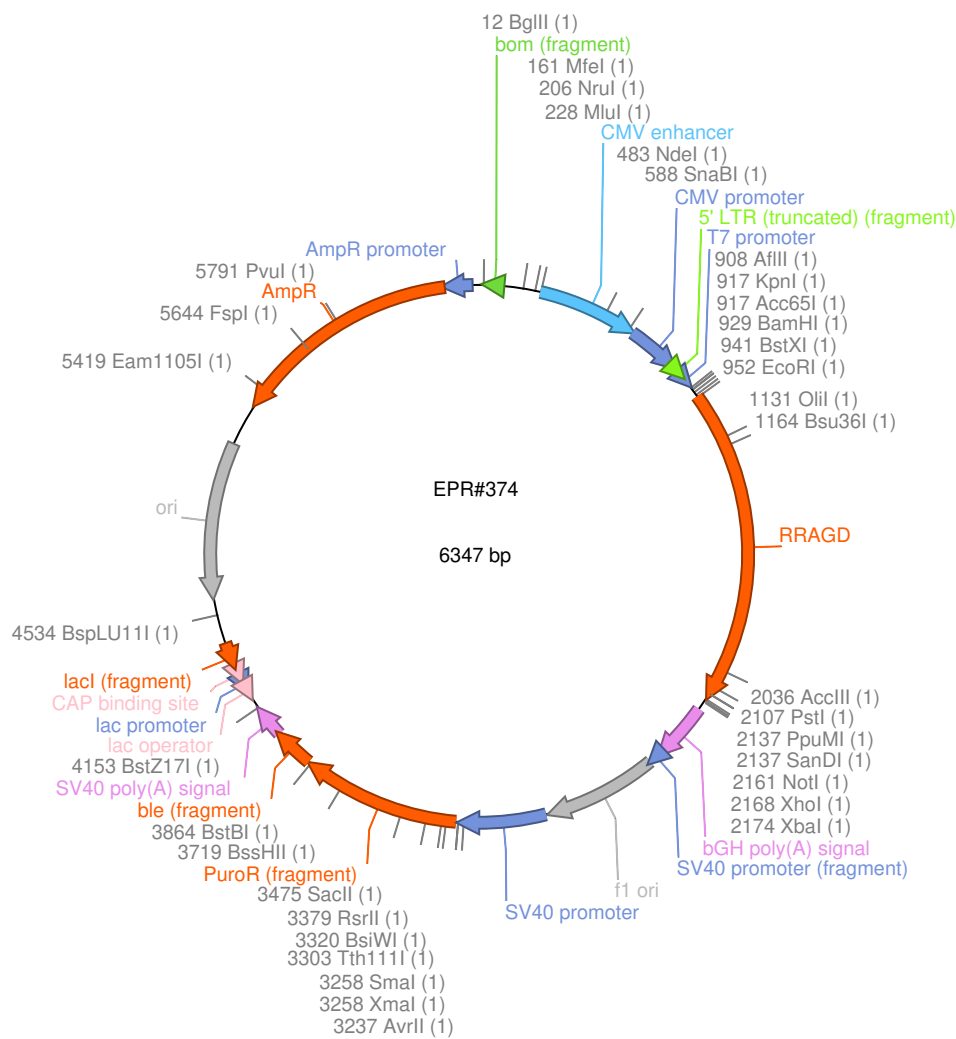 12 BglII (1)
bom (fragment)
161 MfeI (1)
206 NruI (1)
228 MluI (1)
CMV enhancer
483 NdeI (1)
588 SnaBI (1)
CMV promoter
5' LTR (truncated) (fragment)
T7 promoter
908 AflII (1)
917 KpnI (1)
917 Acc65I (1)
929 BamHI (1)
941 BstXI (1)
952 EcoRI (1)
1131 OliI (1)
1164 Bsu36I (1)
RRAGD
2036 AccIII (1)
2107 PstI (1)
2137 PpuMI (1)
2137 SanDI (1)
2161 NotI (1)
2168 XhoI (1)
2174 XbaI (1)
bGH poly(A) signal
SV40 promoter (fragment)
f1 ori
SV40 promoter
3237 AvrII (1)
3258 XmaI (1)
3258 SmaI (1)
3303 Tth111I (1)
3320 BsiWI (1)
3379 RsrII (1)
3475 SacII (1)
PuroR (fragment)
3719 BssHII (1)
3864 BstBI (1)
ble (fragment)
SV40 poly(A) signal
4153 BstZ17I (1)
lac operator
lac promoter
CAP binding site
lacI (fragment)
4534 BspLU11I (1)
ori
5419 Eam1105I (1)
5644 FspI (1)
AmpR
5791 PvuI (1)
AmpR promoter
EPR#374
6347 bp